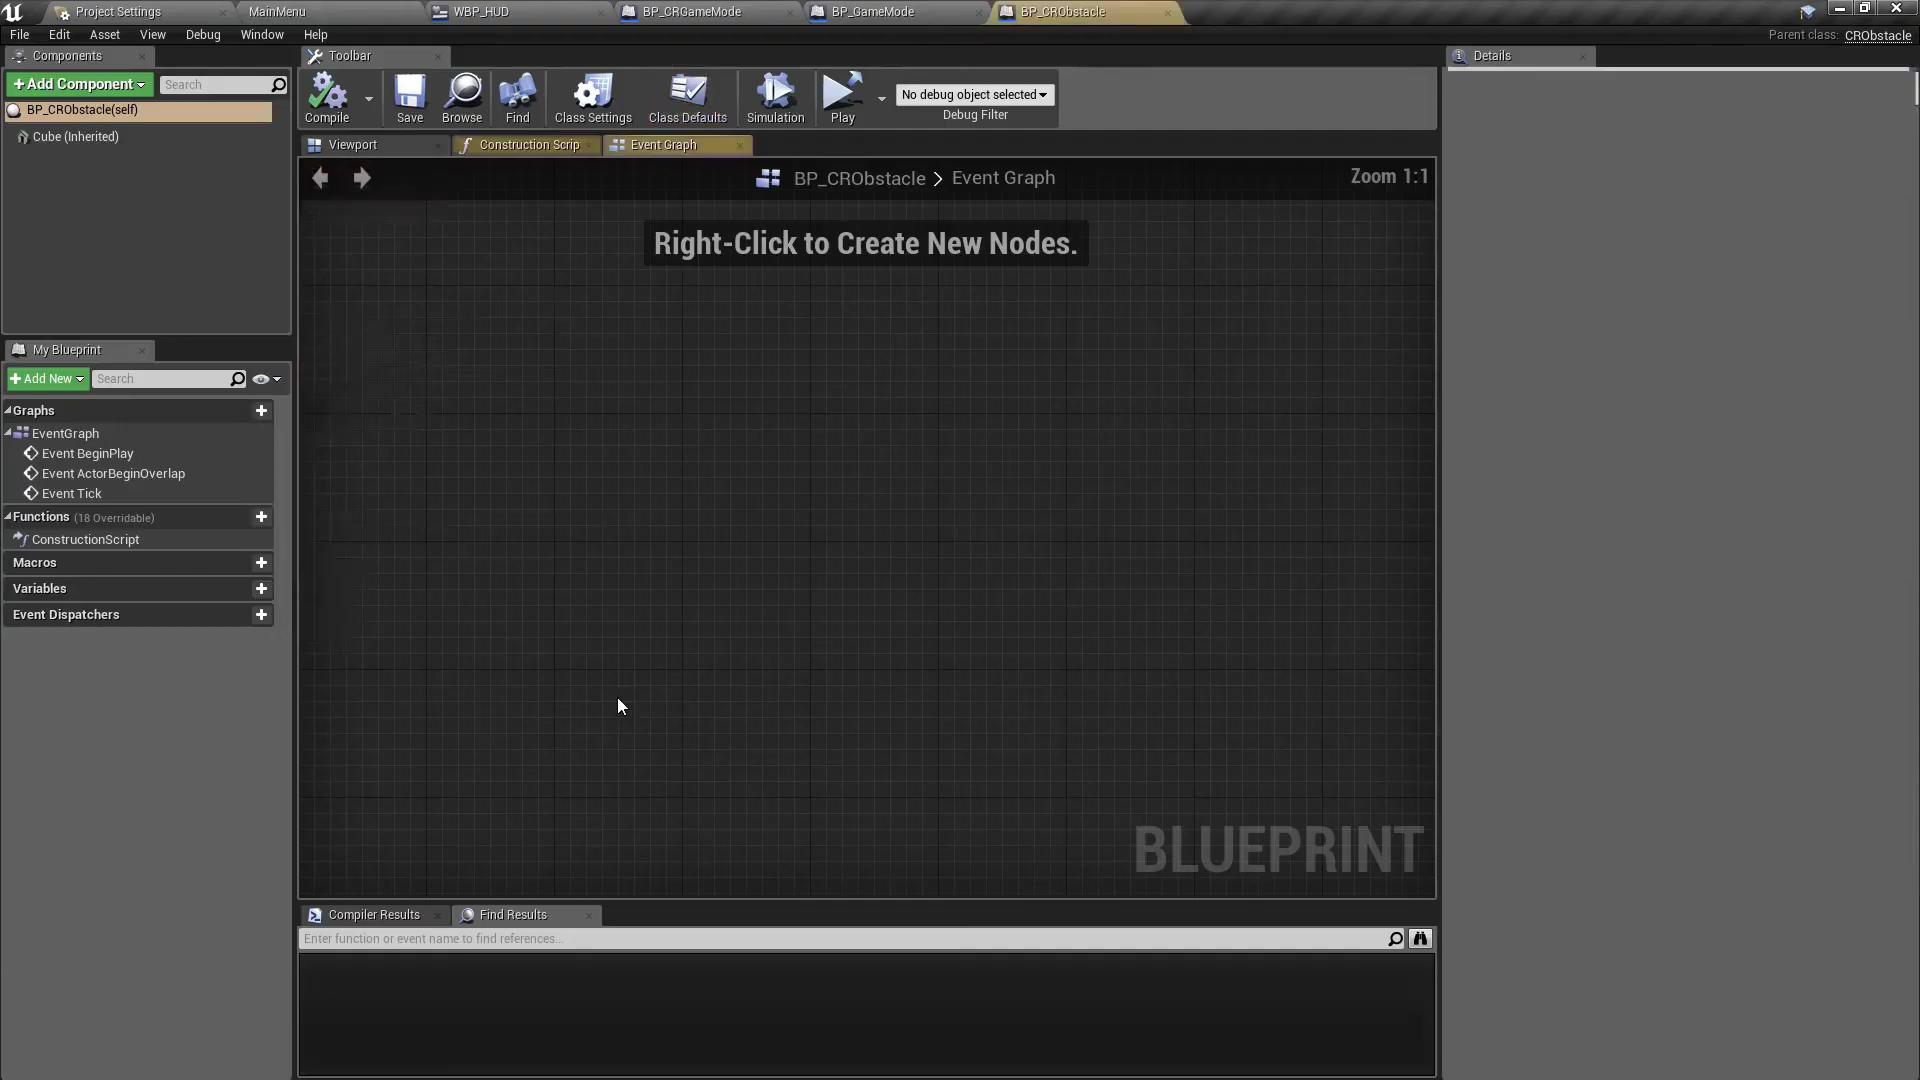 Project Settings
MainMenu
WBP_HUD
BP_CRGameMode
BP_GameMode
BP_CRObstacle
File Edit Asset View Debug Window Help
Parent class: CRObstacle
Components
Toolbar
Details
+Add Component
Search
BP_CRObstacle(self)
Cube (Inherited)
Compile
Save
Browse
Find
Class Settings
Class Defaults
Simulation
Play
No debug object selected
Debug Filter
Viewport
Construction Scrip
Event Graph
BP_CRObstacle > Event Graph
Zoom 1:1
Right-Click to Create New Nodes.
My Blueprint
+Add New
Search
Graphs
EventGraph
Event BeginPlay
Event ActorBeginOverlap
Event Tick
Functions (18 Overridable)
ConstructionScript
Macros
Variables
Event Dispatchers
BLUEPRINT
Compiler Results
Find Results
Enter function or event name to find references...